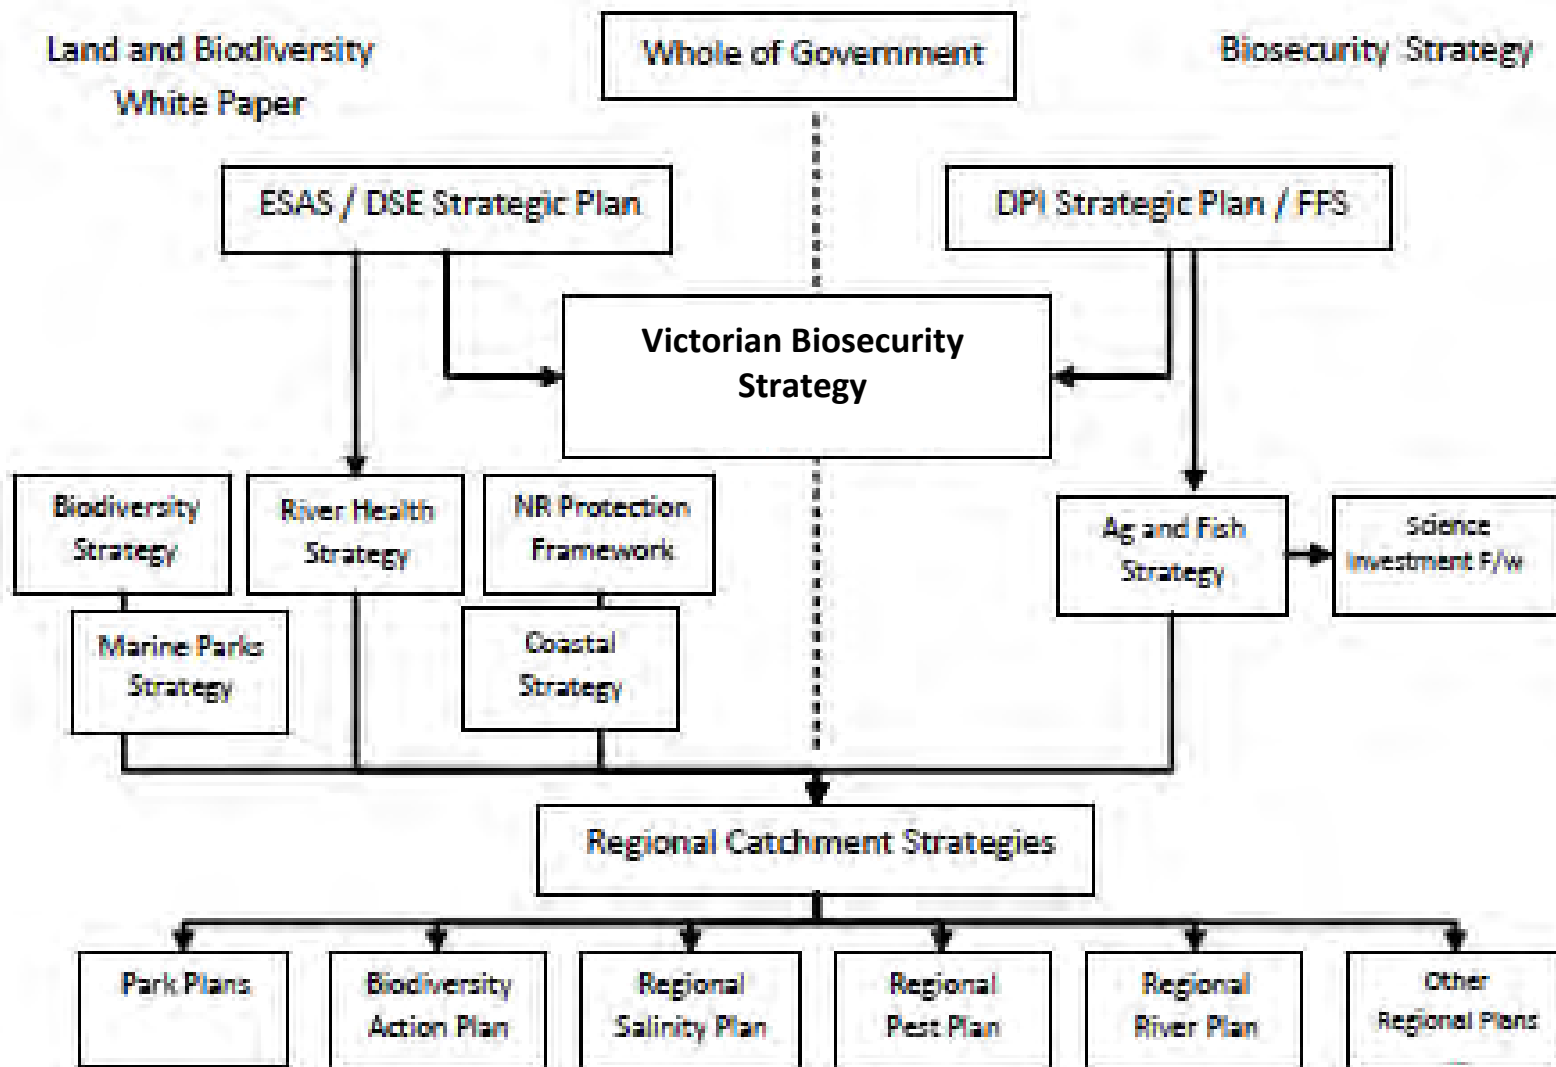 Land and Biodiversity
White Paper
Whole of Government
Biosecurity Strategy
ESAS / DSE Strategic Plan
DPI Strategic Plan / FFS
Victorian Biosecurity
Strategy
Biodiversity
Strategy
River Health
Strategy
NR Protection
Framework
Ag and Fish
Strategy
Science
Investment F/w
Marine Parks
Strategy
Coastal
Strategy
Regional Catchment Strategies
Park Plans
Biodiversity
Action Plan
Regional
Salinity Plan
Regional
Pest Plan
Regional
River Plan
Other
Regional Plans